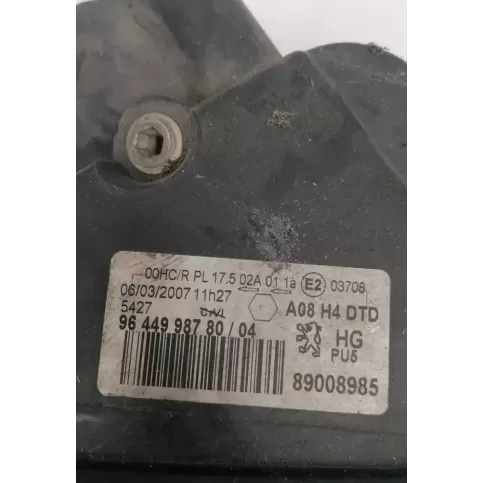 00HC/R PL 17.5 02A 01 1a E2 03708
06/03/2007 11h27 A08 H4 DTD
5427
96 449 987 80 / 04 HG
PU5
89008985